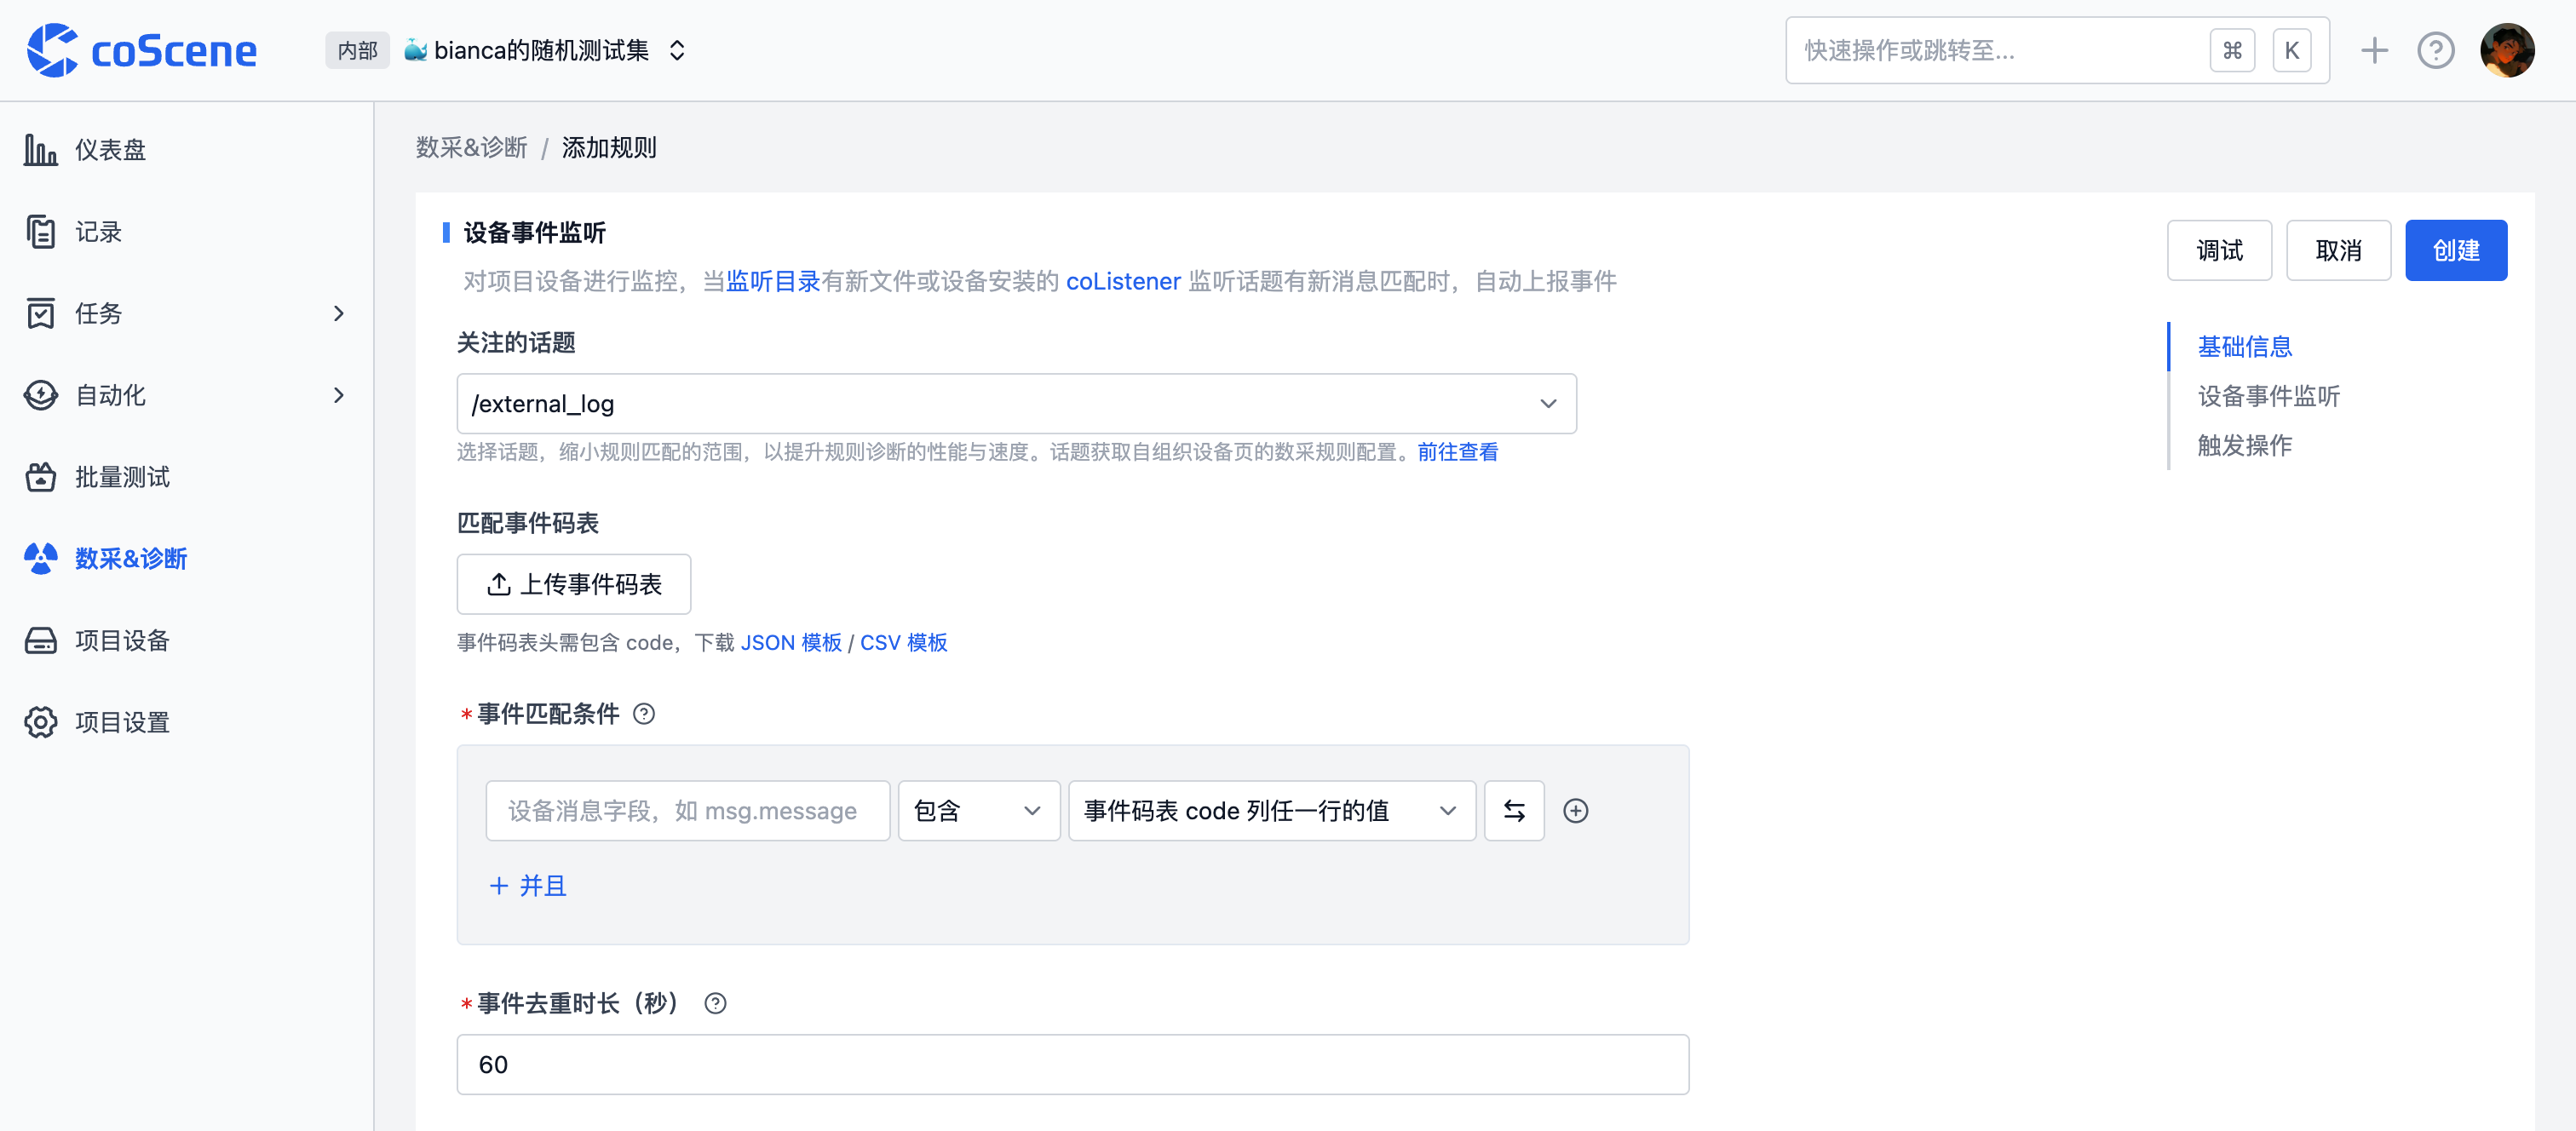 coScene
内部 bianca的随机测试集
快速操作或跳转至... ⌘ K
仪表盘
记录
任务
自动化
批量测试
数采&诊断
项目设备
项目设置
数采&诊断 / 添加规则
设备事件监听
对项目设备进行监控，当监听目录有新文件或设备安装的 coListener 监听话题有新消息匹配时，自动上报事件
调试 取消 创建
基础信息
设备事件监听
触发操作
关注的话题
/external_log
选择话题，缩小规则匹配的范围，以提升规则诊断的性能与速度。话题获取自组织设备页的数采规则配置。前往查看
匹配事件码表
上传事件码表
事件码表头需包含 code，下载 JSON 模板 / CSV 模板
* 事件匹配条件
设备消息字段，如 msg.message 包含 事件码表 code 列任一行的值
+ 并且
* 事件去重时长（秒）
60